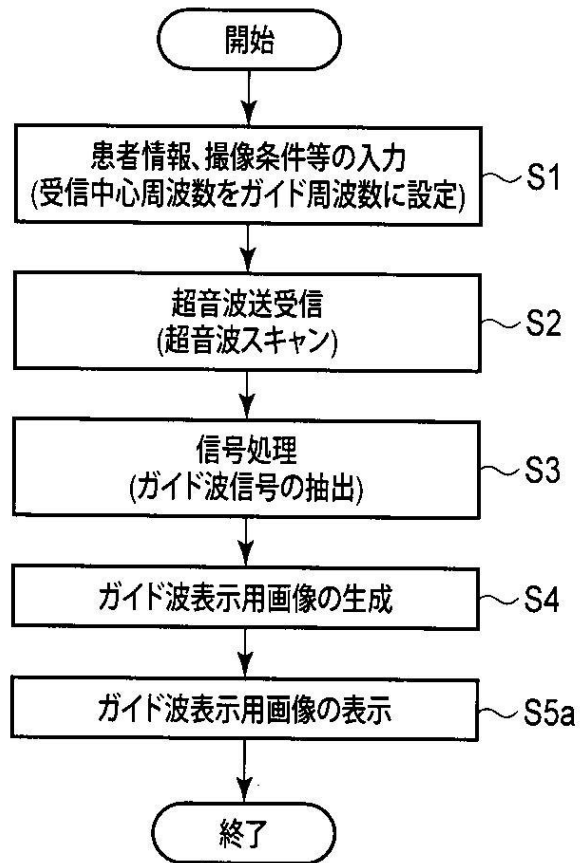 開始
患者情報、撮像条件等の入力
(受信中心周波数をガイド周波数に設定)
S1
超音波送受信
(超音波スキャン)
S2
信号処理
(ガイド波信号の抽出)
S3
ガイド波表示用画像の生成
S4
ガイド波表示用画像の表示
S5a
終了